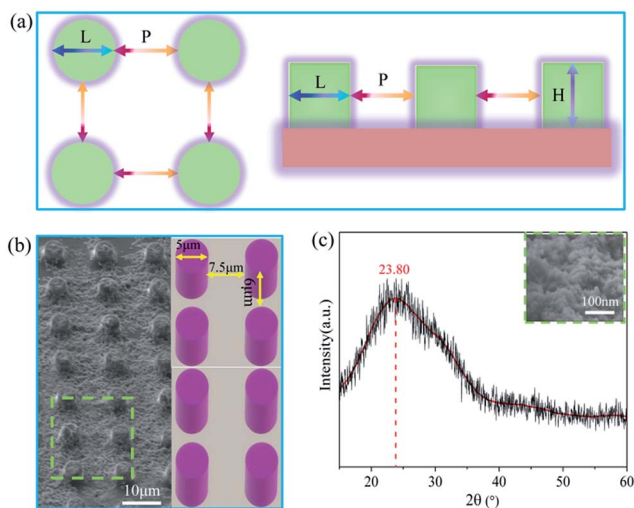 (a)
L
P
L
P
H
(b)
5μm
7.5μm
6μm
10μm
(c)
23.80
100nm
Intensity(a.u.)
20
30
40
50
60
2θ (°)